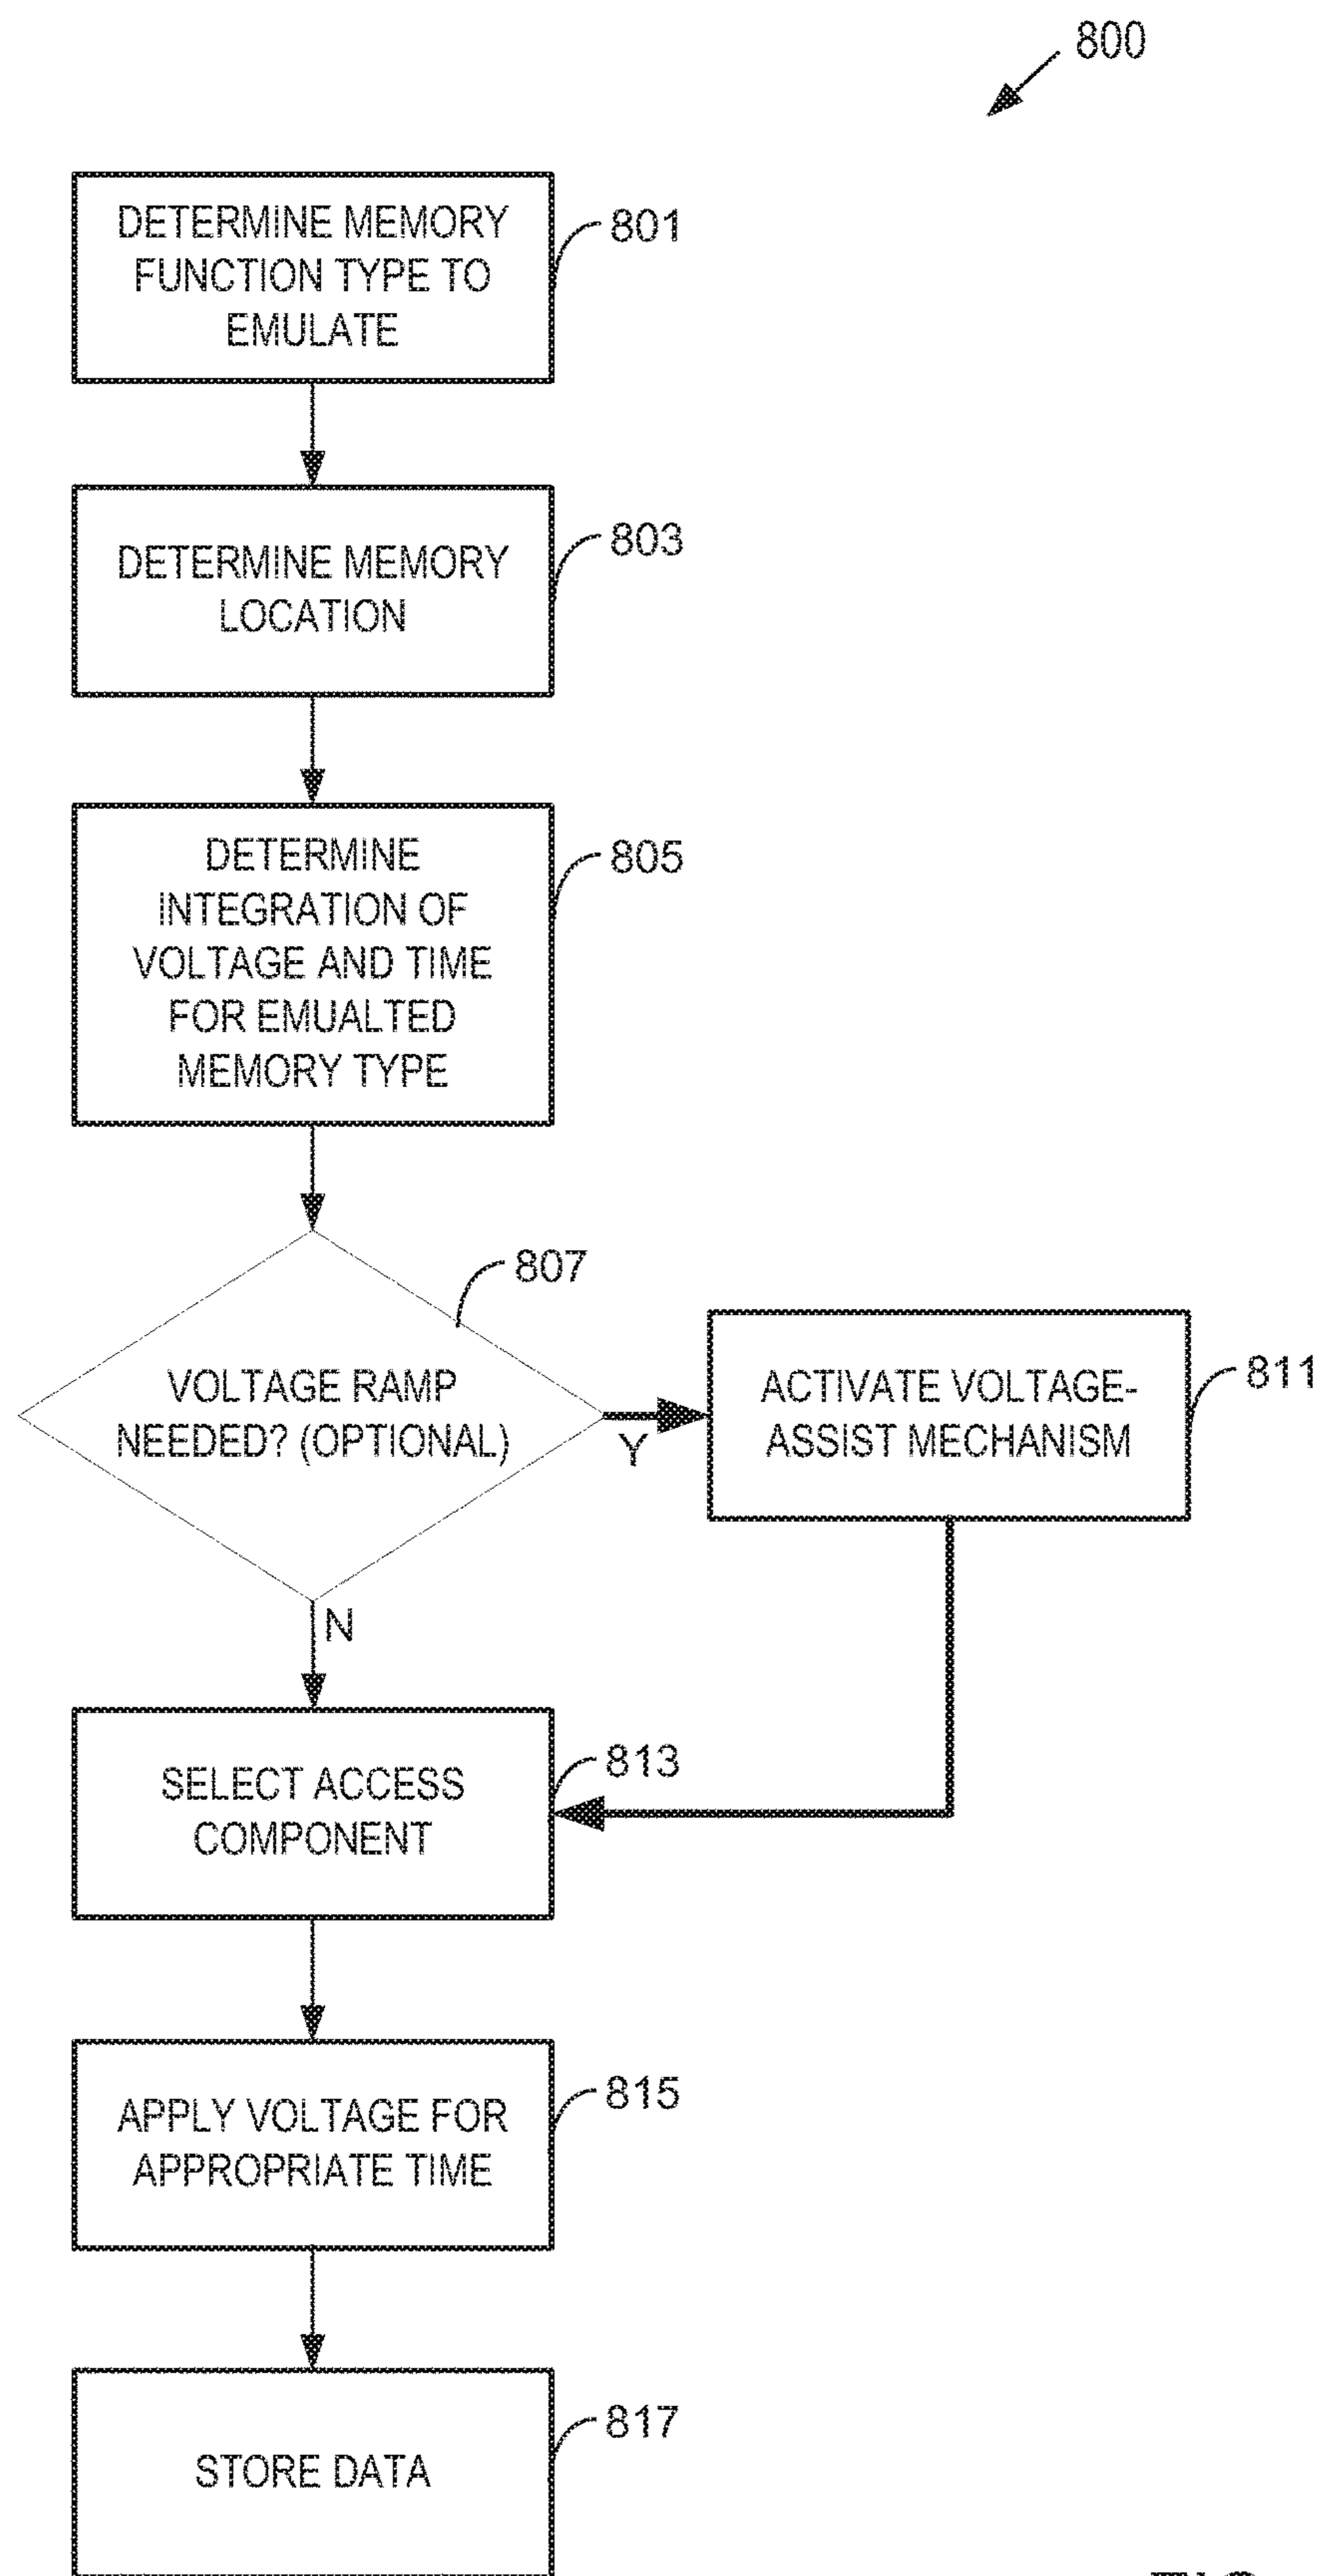 800
DETERMINE MEMORY
FUNCTION TYPE TO
EMULATE
801
DETERMINE MEMORY
LOCATION
803
DETERMINE
INTEGRATION OF
VOLTAGE AND TIME
FOR EMUALTED
MEMORY TYPE
805
807
VOLTAGE RAMP
NEEDED? (OPTIONAL)
Y
ACTIVATE VOLTAGE-
ASSIST MECHANISM
811
N
SELECT ACCESS
COMPONENT
813
APPLY VOLTAGE FOR
APPROPRIATE TIME
815
STORE DATA
817